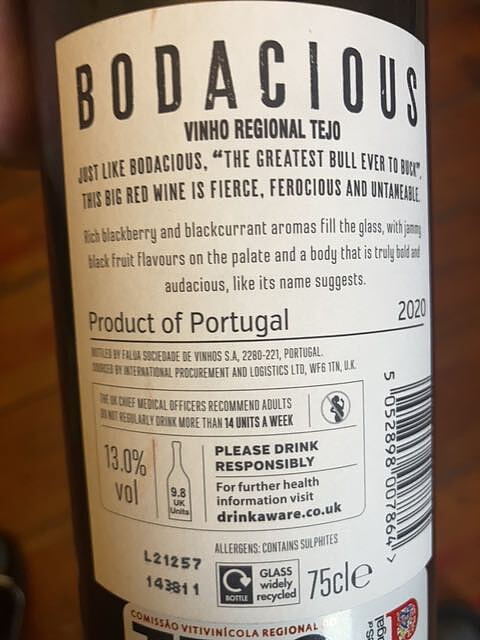 BODACIOUS
VINHO REGIONAL TEJO
JUST LIKE BODACIOUS, “THE GREATEST BULL EVER TO BUCK”,
THIS BIG RED WINE IS FIERCE, FEROCIOUS AND UNTAMEABLE.
Rich blackberry and blackcurrant aromas fill the glass, with jammy
black fruit flavours on the palate and a body that is truly bold and
audacious, like its name suggests.
Product of Portugal 2020
BOTTLED BY FALUA SOCIEDADE DE VINHOS S.A, 2280-221, PORTUGAL.
SOURCED BY INTERNATIONAL PROCUREMENT AND LOGISTICS LTD, WF6 1TN, U.K.
THE UK CHIEF MEDICAL OFFICERS RECOMMEND ADULTS
DO NOT REGULARLY DRINK MORE THAN 14 UNITS A WEEK
13.0%
vol
9.8
UK
Units
PLEASE DRINK
RESPONSIBLY
For further health
information visit
drinkaware.co.uk
5 052898 007864 >
ALLERGENS: CONTAINS SULPHITES
L21257
143811
BOTTLE
GLASS
widely
recycled
75cl e
COMISSÃO VITIVINÍCOLA REGIONAL